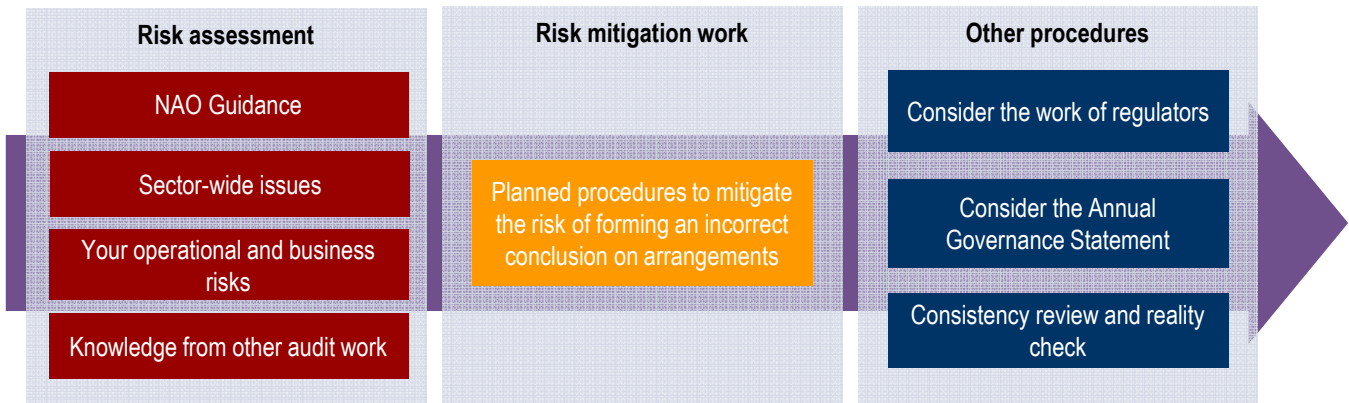 Risk assessment
NAO Guidance
Sector-wide issues
Your operational and business
risks
Knowledge from other audit work
Risk mitigation work
Planned procedures to mitigate
the risk of forming an incorrect
conclusion on arrangements
Other procedures
Consider the work of regulators
Consider the Annual
Governance Statement
Consistency review and reality
check